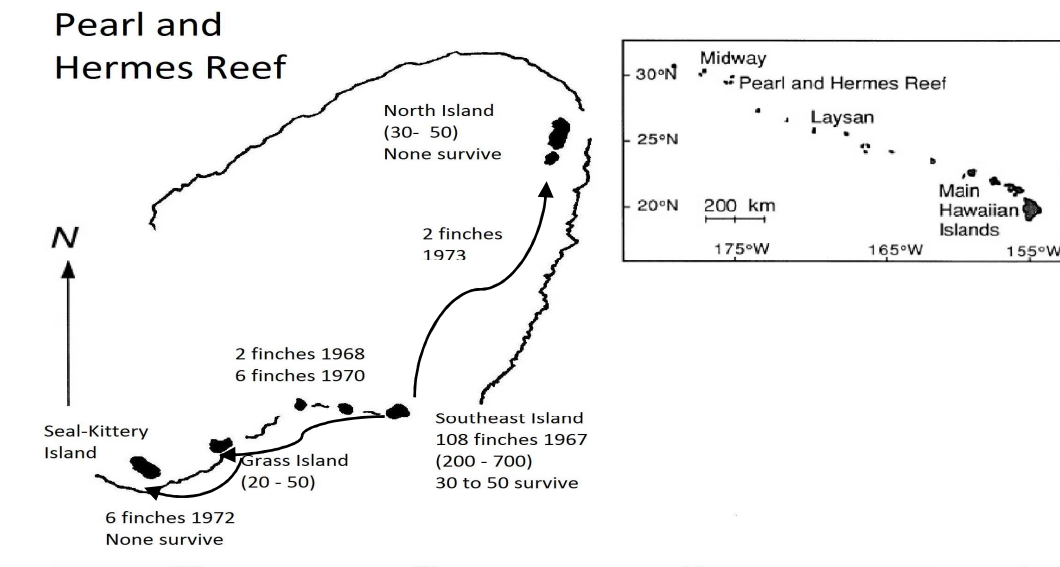 Pearl and
Hermes Reef
North Island
(30- 50)
None survive
N
2 finches
1973
2 finches 1968
6 finches 1970
Seal-Kittery
Island
Grass Island
(20 - 50)
Southeast Island
108 finches 1967
(200 - 700)
30 to 50 survive
6 finches 1972
None survive
30°N
25°N
20°N
Midway
Pearl and Hermes Reef
Laysan
Main
Hawaiian
Islands
200 km
175°W
165°W
155°W